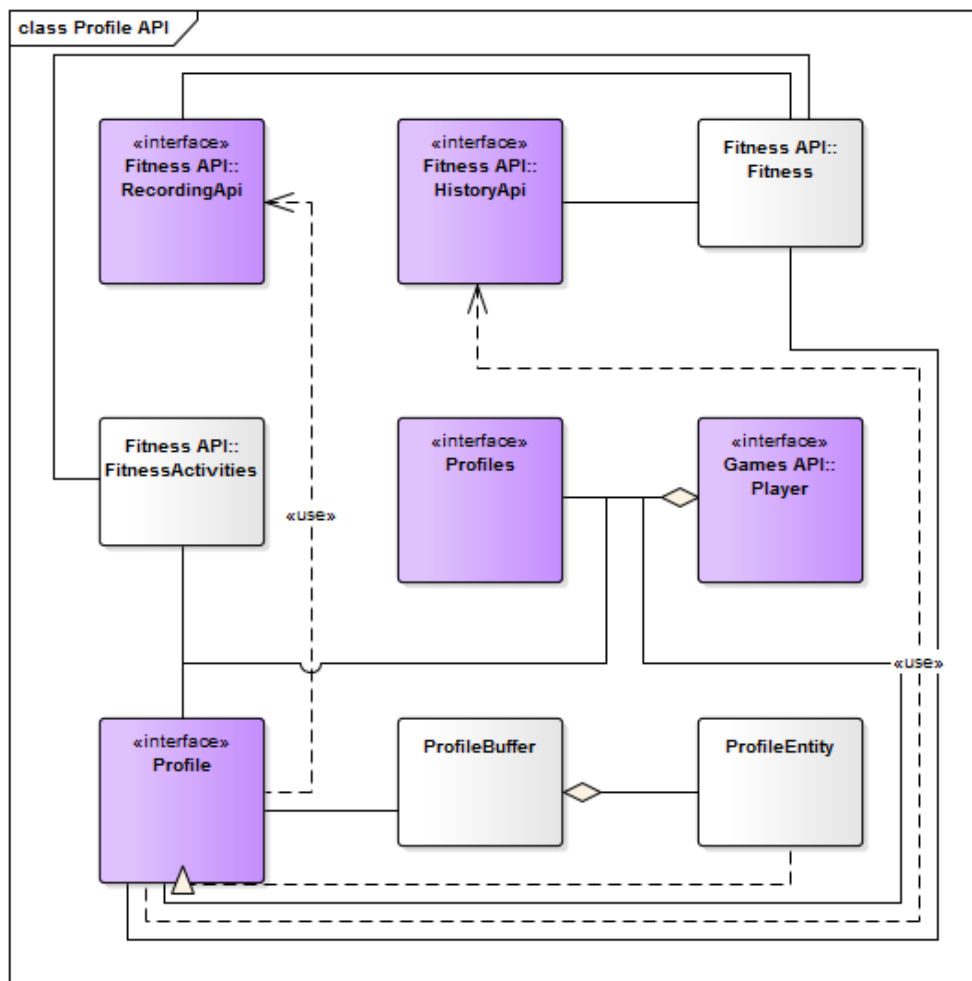 class Profile API
«interface»
Fitness API::
RecordingApi
«interface»
Fitness API::
HistoryApi
Fitness API::
Fitness
Fitness API::
FitnessActivities
«interface»
Profiles
«interface»
Games API::
Player
«use»
«use»
«interface»
Profile
ProfileBuffer
ProfileEntity